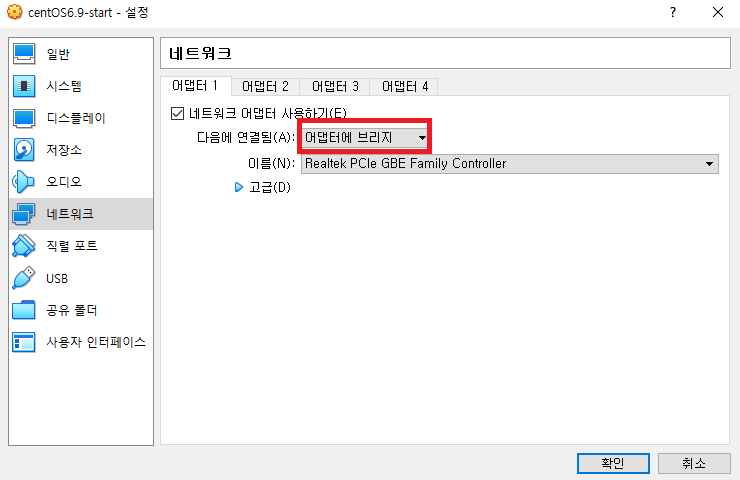 centOS6.9-start - 설정
?
일반
시스템
디스플레이
저장소
오디오
네트워크
직렬 포트
USB
공유 폴더
사용자 인터페이스
네트워크
어댑터 1
어댑터 2
어댑터 3
어댑터 4
네트워크 어댑터 사용하기(E)
다음에 연결됨(A): 어댑터에 브리지
이름(N): Realtek PCIe GBE Family Controller
고급(D)
확인
취소